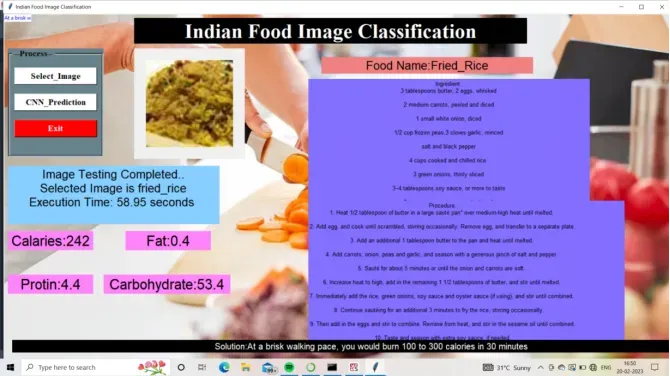 Indian Food Image Classification
At a brisk w
Indian Food Image Classification
Process
Select_Image
CNN_Prediction
Exit
Image Testing Completed..
Selected Image is fried_rice
Execution Time: 58.95 seconds
Calaries:242
Fat:0.4
Protin:4.4
Carbohydrate:53.4
Food Name:Fried_Rice
Ingredient
3 tablespoons butter, 2 eggs, whisked
2 medium carrots, peeled and diced
1 small white onion, diced
1/2 cup frozen peas,3 cloves garlic, minced
salt and black pepper
4 cups cooked and chilled rice
3 green onions, thinly sliced
3–4 tablespoons soy sauce, or more to taste
Procedure:
1. Heat 1/2 tablespoon of butter in a large sauté pan* over medium-high heat until melted.
2. Add egg, and cook until scrambled, stirring occasionally. Remove egg, and transfer to a separate plate.
3. Add an additional 1 tablespoon butter to the pan and heat until melted.
4. Add carrots, onion, peas and garlic, and season with a generous pinch of salt and pepper.
5. Sauté for about 5 minutes or until the onion and carrots are soft.
6. Increase heat to high, add in the remaining 1 1/2 tablespoons of butter, and stir until melted.
7. Immediately add the rice, green onions, soy sauce and oyster sauce (if using), and stir until combined.
8. Continue sautéing for an additional 3 minutes to fry the rice, stirring occasionally.
9. Then add in the eggs and stir to combine. Remove from heat, and stir in the sesame oil until combined.
10. Taste and season with extra soy sauce, if needed.
Solution:At a brisk walking pace, you would burn 100 to 300 calories in 30 minutes
Type here to search
99+
31°C Sunny
ENG
16:50
20-02-2023